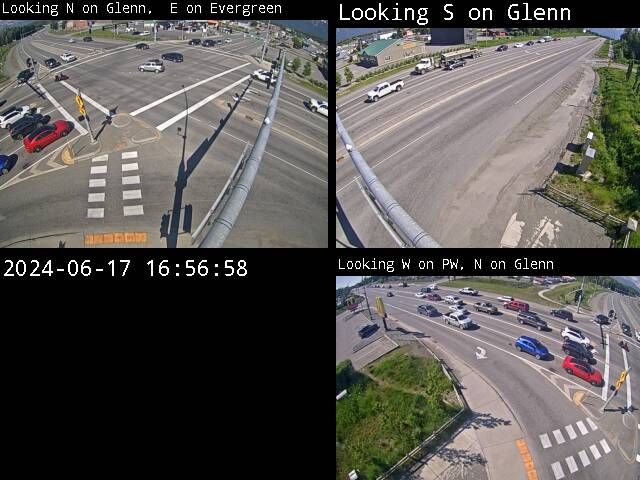 Looking N on Glenn,  E on Evergreen
Looking S on Glenn
2024-06-17 16:56:58
Looking W on PW, N on Glenn